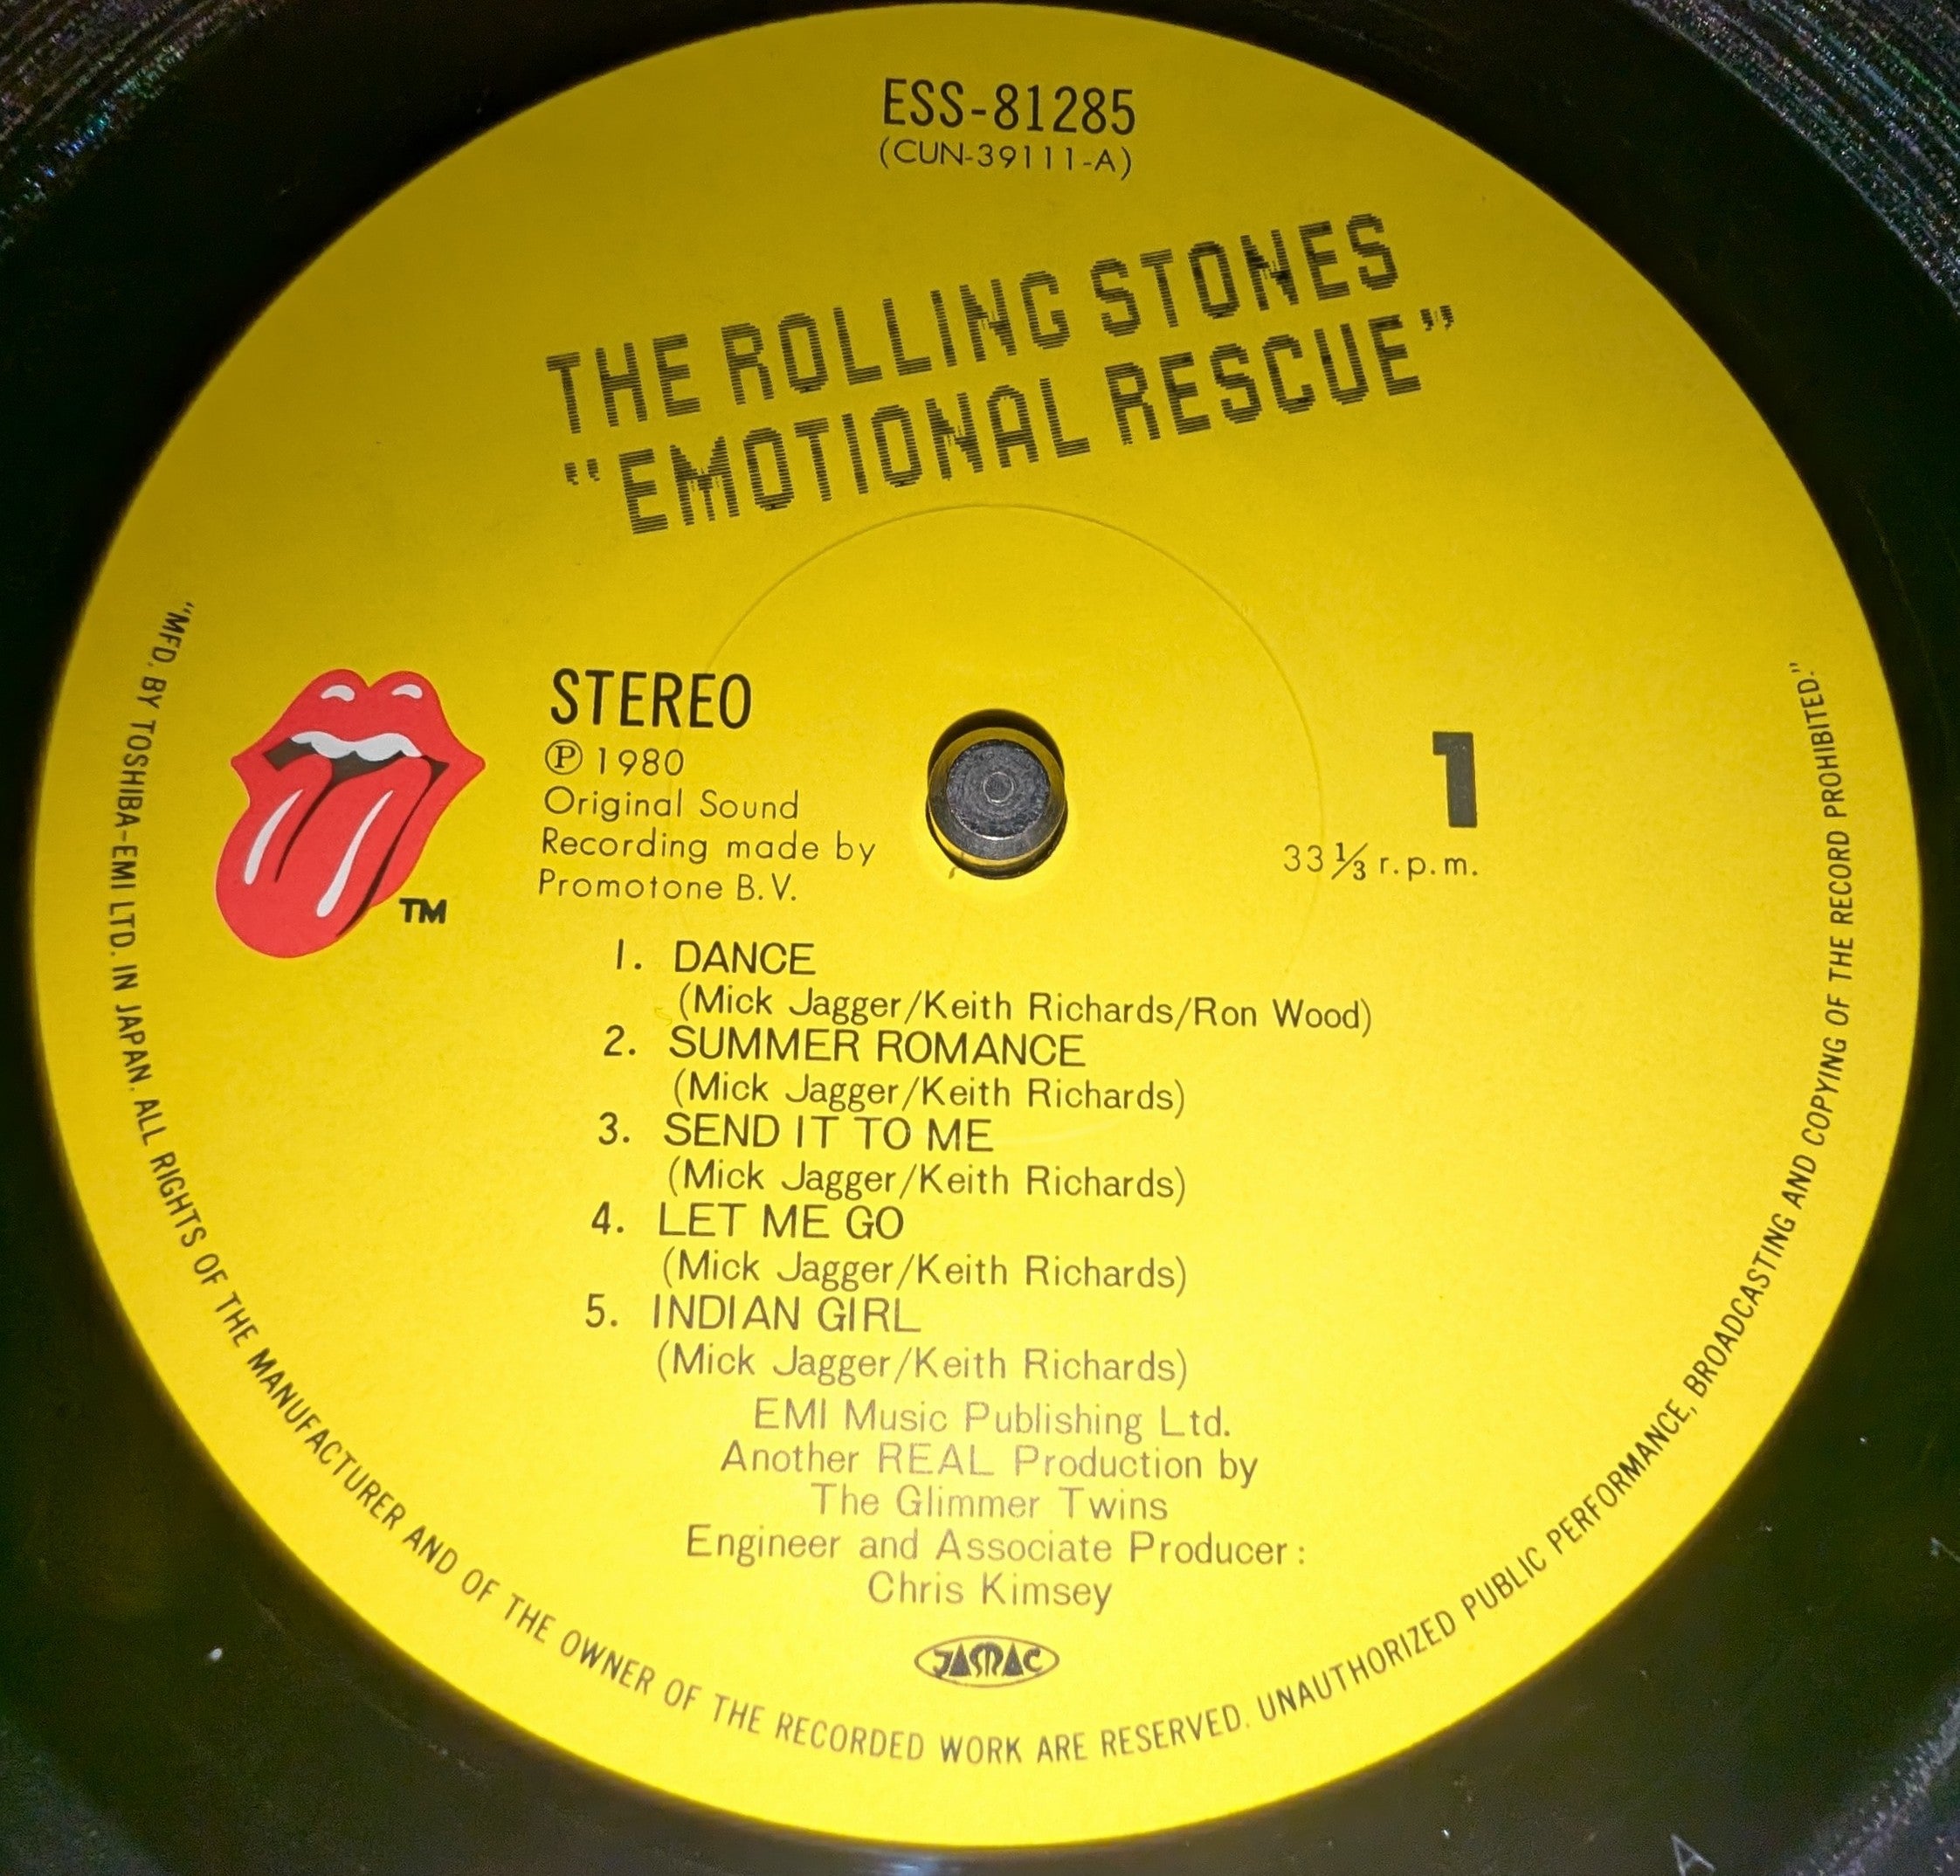 ESS-81285
(CUN-39111-A)
THE ROLLING STONES
"EMOTIONAL RESCUE"
STEREO
Ⓟ 1980
Original Sound
Recording made by
Promotone B.V.
TM
1
33⅓ r.p.m.
1. DANCE
(Mick Jagger/Keith Richards/Ron Wood)
2. SUMMER ROMANCE
(Mick Jagger/Keith Richards)
3. SEND IT TO ME
(Mick Jagger/Keith Richards)
4. LET ME GO
(Mick Jagger/Keith Richards)
5. INDIAN GIRL
(Mick Jagger/Keith Richards)
EMI Music Publishing Ltd.
Another REAL Production by
The Glimmer Twins
Engineer and Associate Producer:
Chris Kimsey
JASRAC
"MFD. BY TOSHIBA-EMI LTD. IN JAPAN. ALL RIGHTS OF THE MANUFACTURER AND OF THE OWNER OF THE RECORDED WORK ARE RESERVED. UNAUTHORIZED PUBLIC PERFORMANCE, BROADCASTING AND COPYING OF THE RECORD PROHIBITED."
A